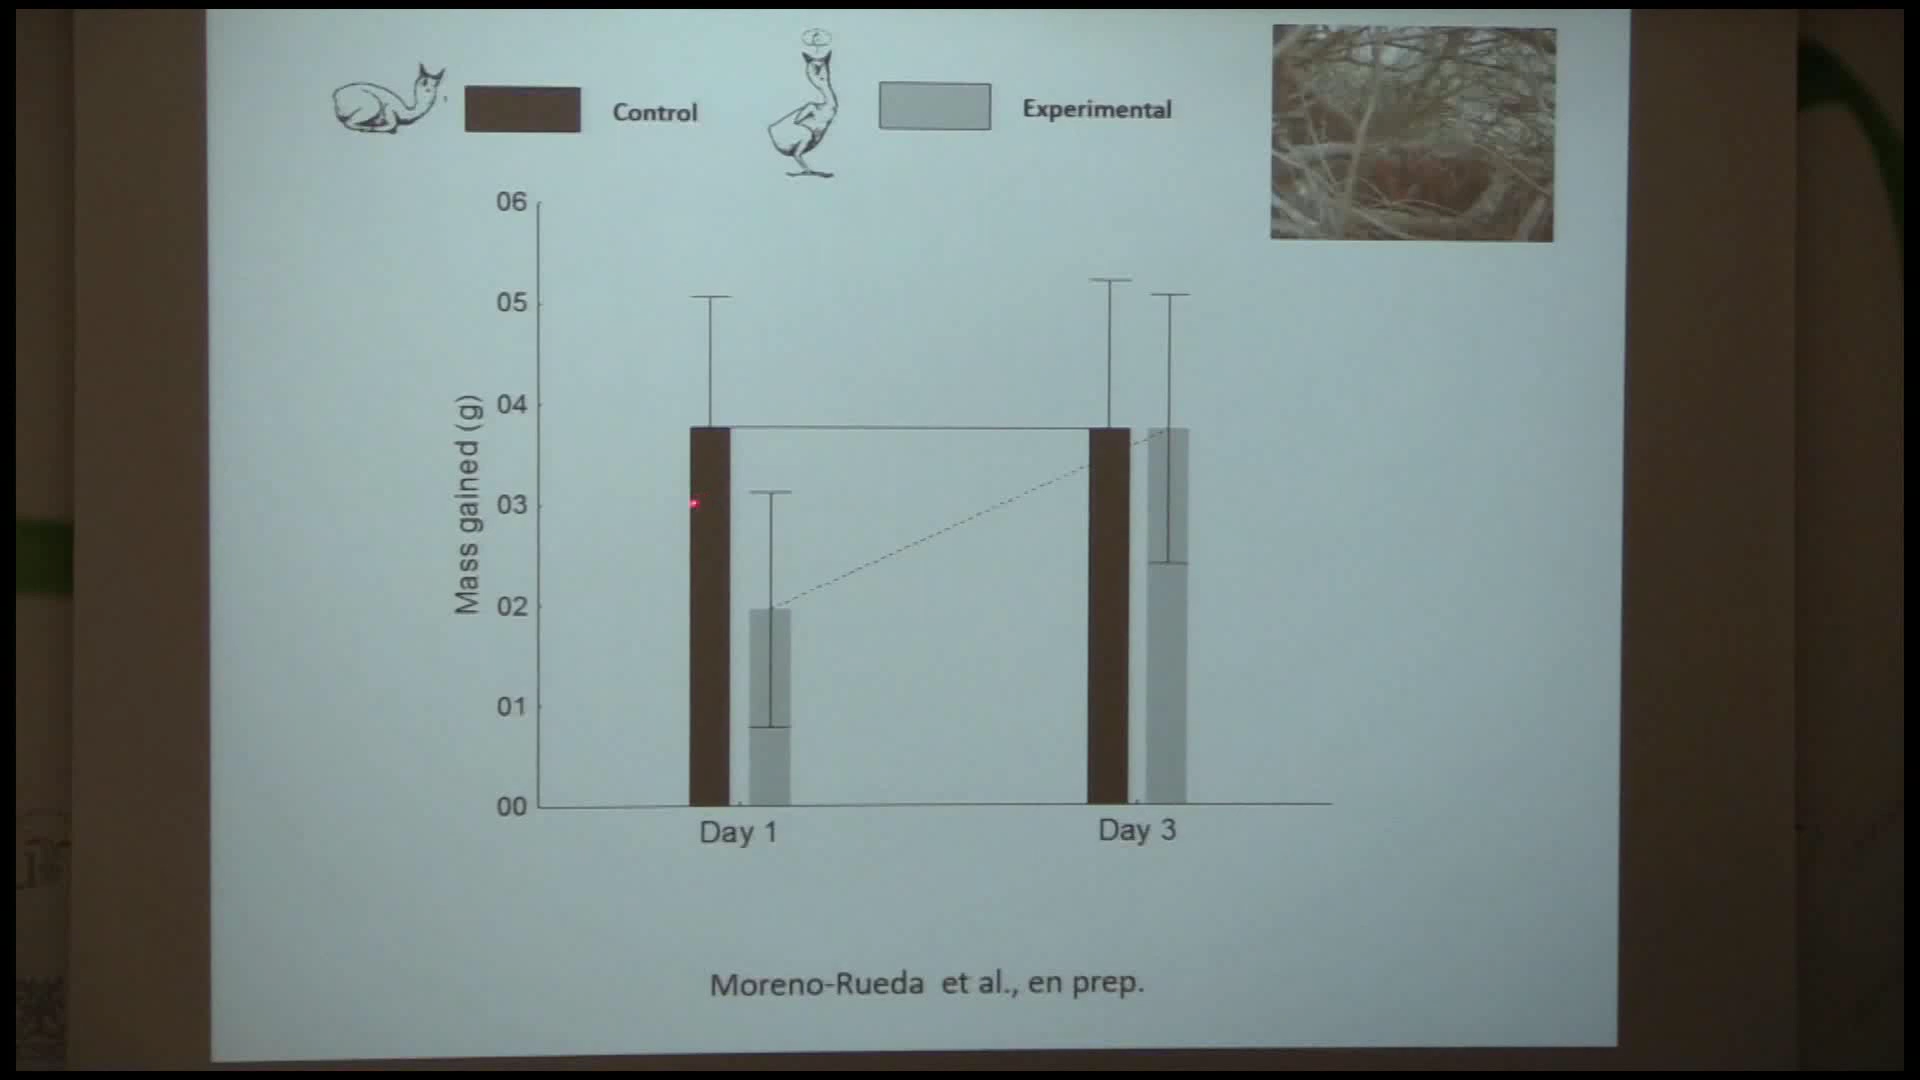 Control
Experimental
06
05
04
03
02
01
00
Mass gained (g)
Day 1
Day 3
Moreno-Rueda et al., en prep.